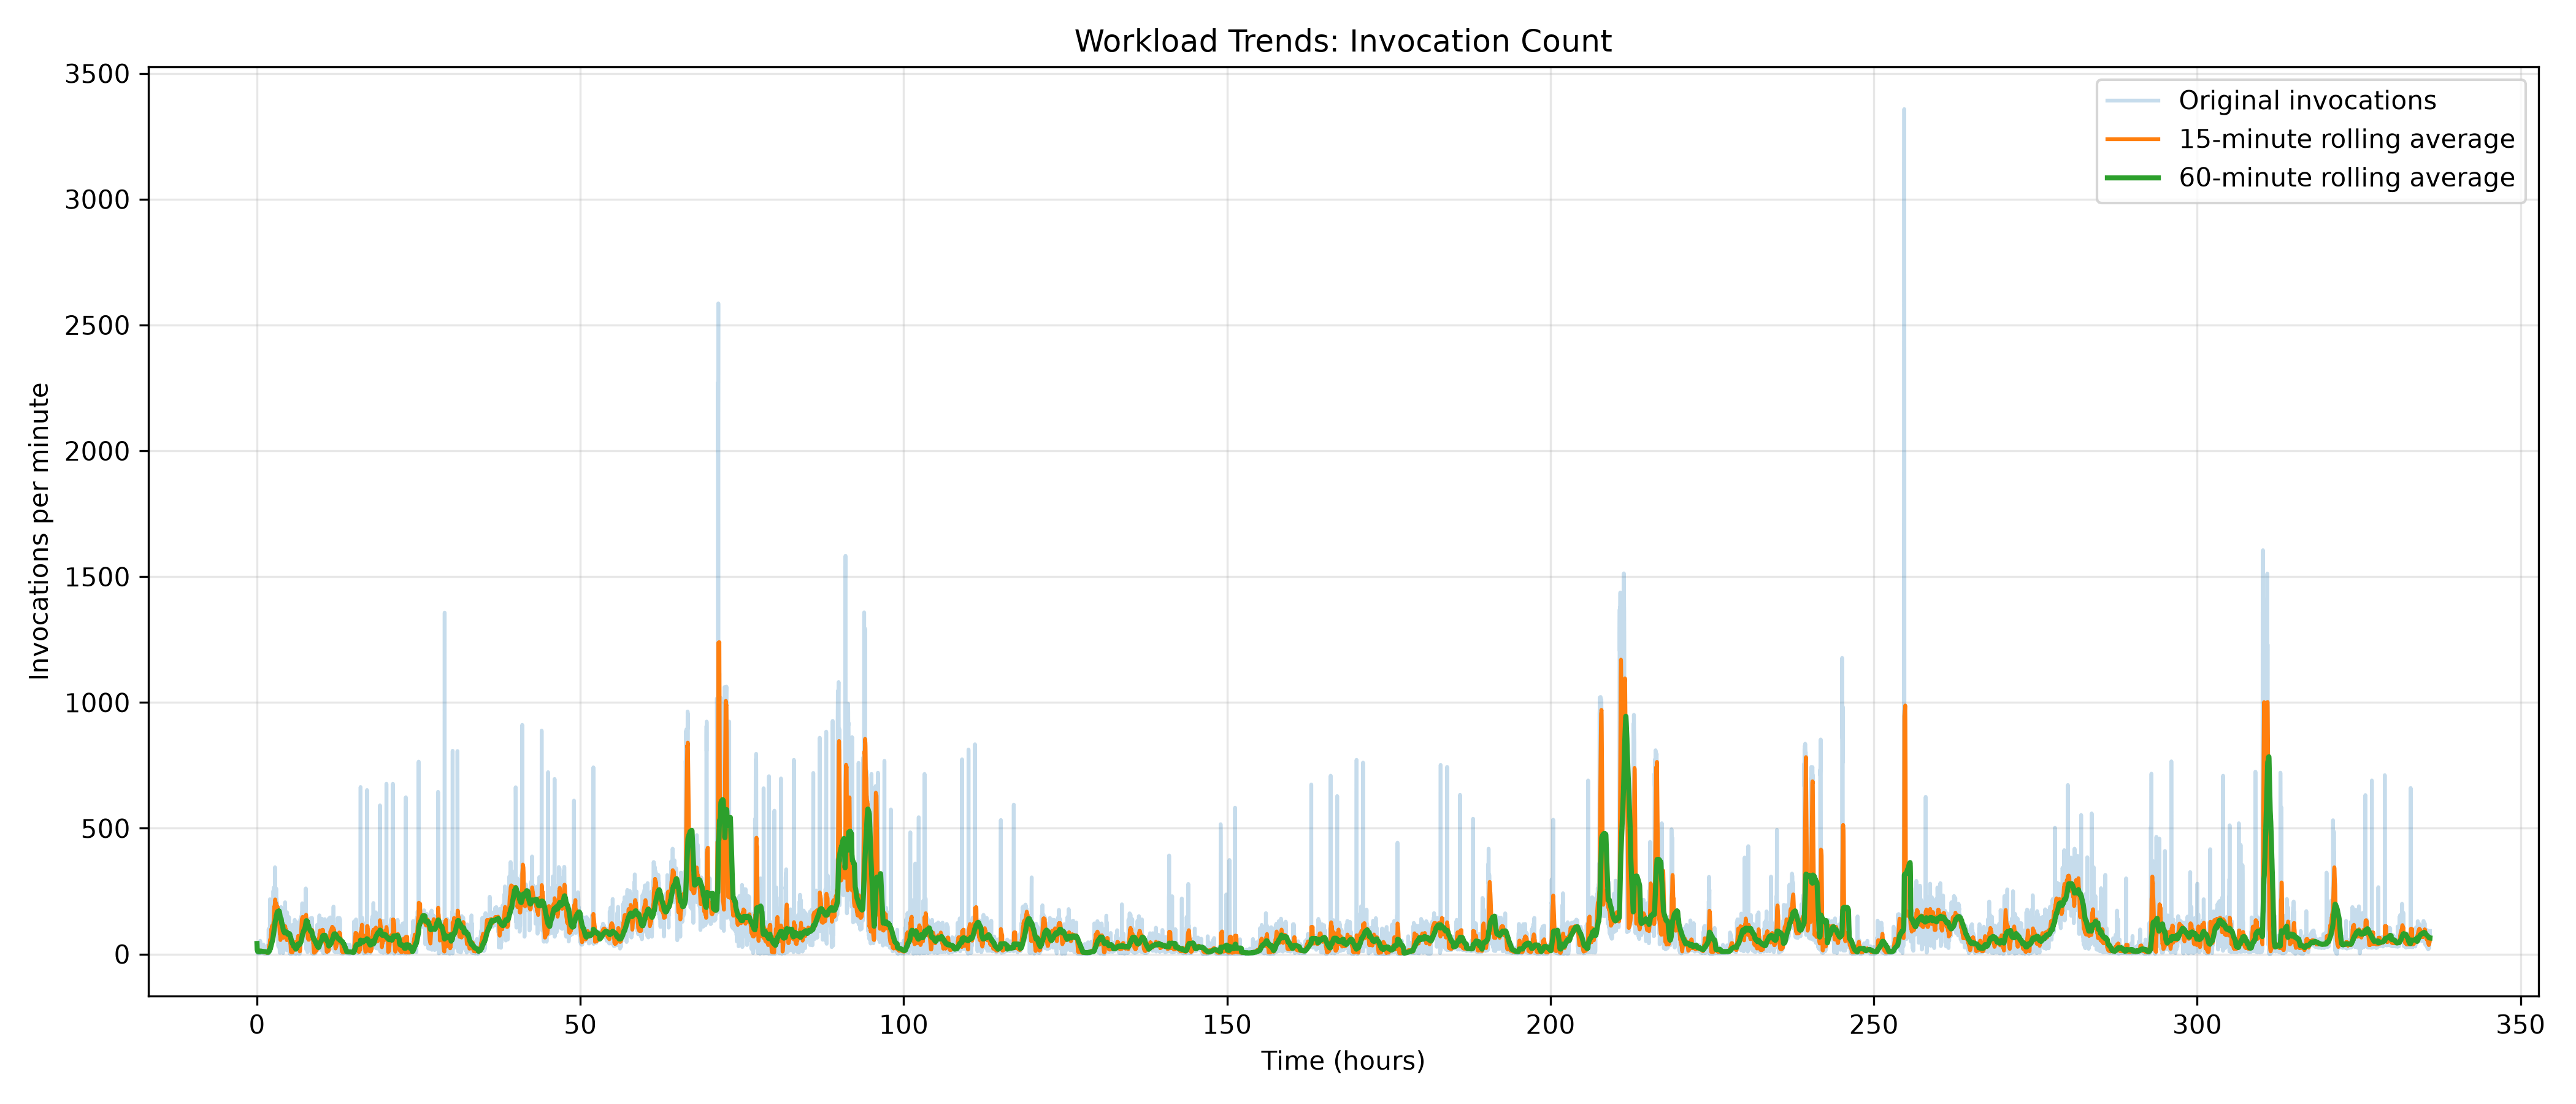 Workload Trends: Invocation Count
3500
3000
2500
2000
1500
1000
500
0
Invocations per minute
Original invocations
15-minute rolling average
60-minute rolling average
0 50 100 150 200 250 300 350
Time (hours)